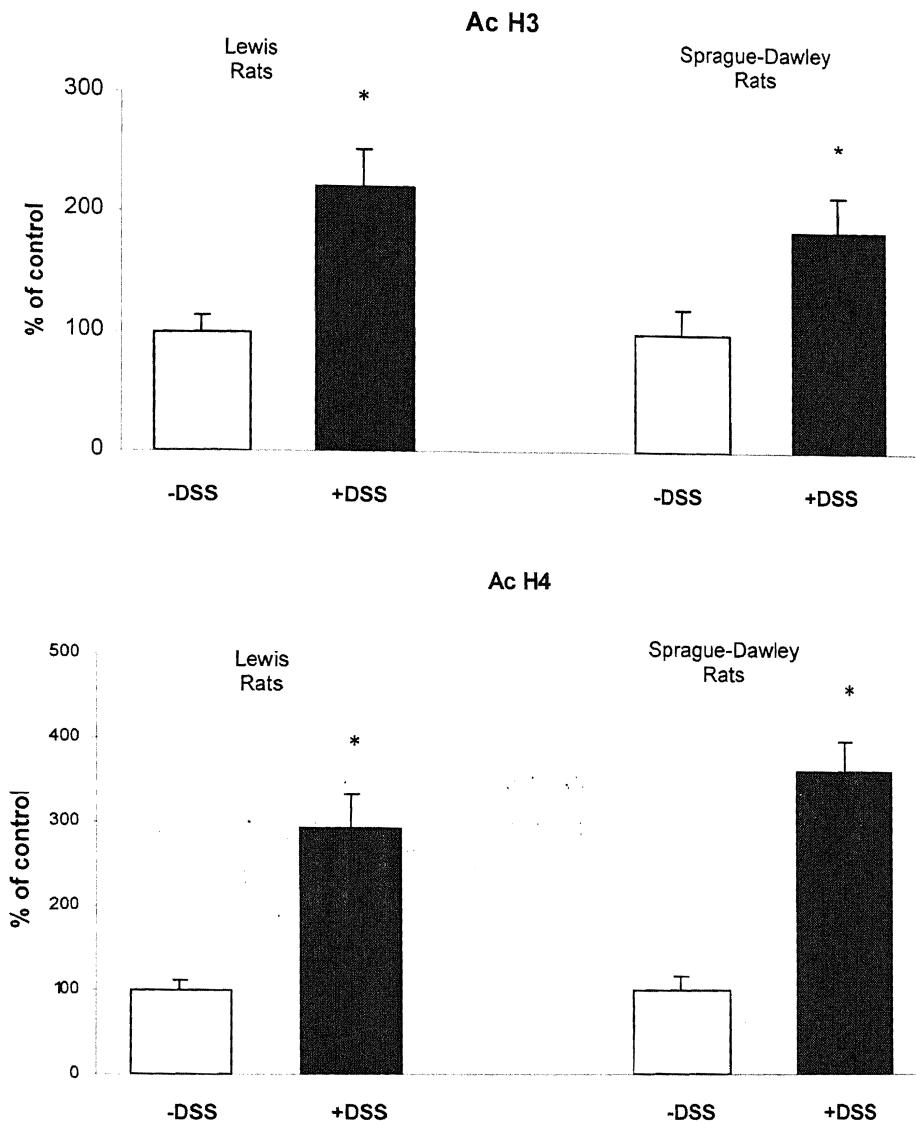 Ac H3
Lewis
Rats
Sprague-Dawley
Rats
300
*
*
200
100
0
% of control
-DSS
+DSS
-DSS
+DSS
Ac H4
Lewis
Rats
Sprague-Dawley
Rats
500
*
*
400
300
200
100
0
% of control
-DSS
+DSS
-DSS
+DSS